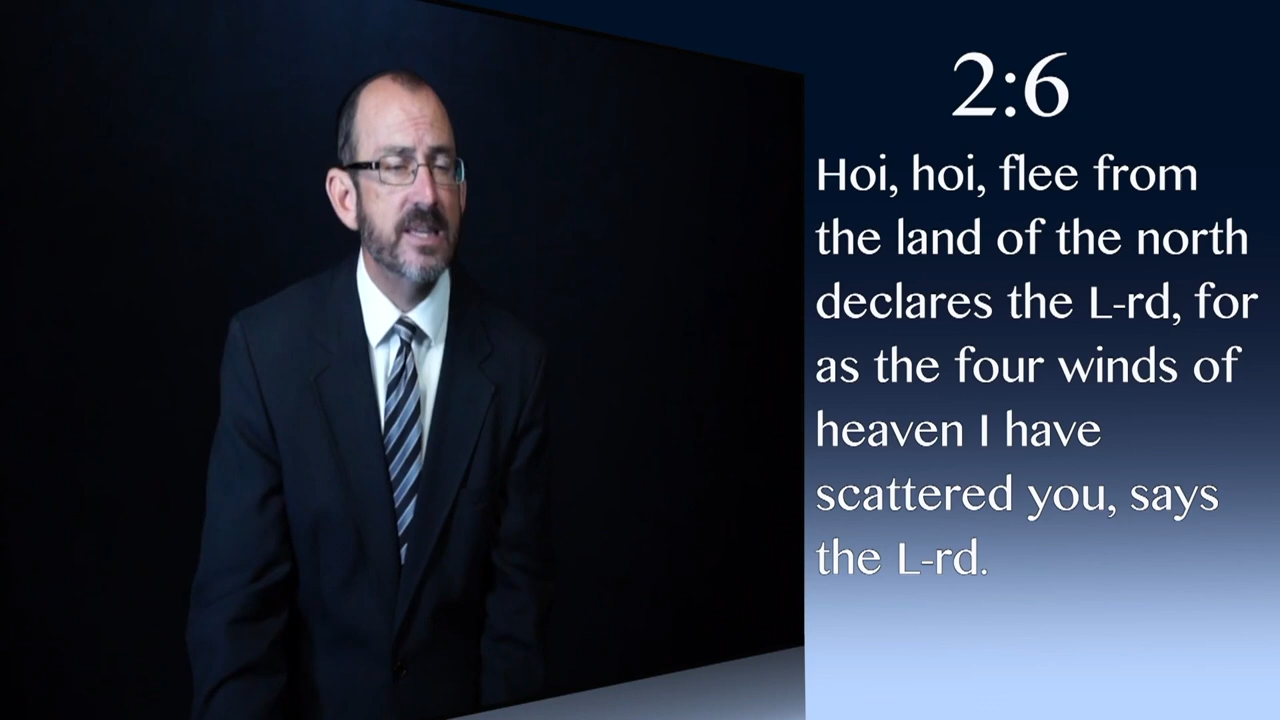 2:6
Hoi, hoi, flee from
the land of the north
declares the L-rd, for
as the four winds of
heaven I have
scattered you, says
the L-rd.